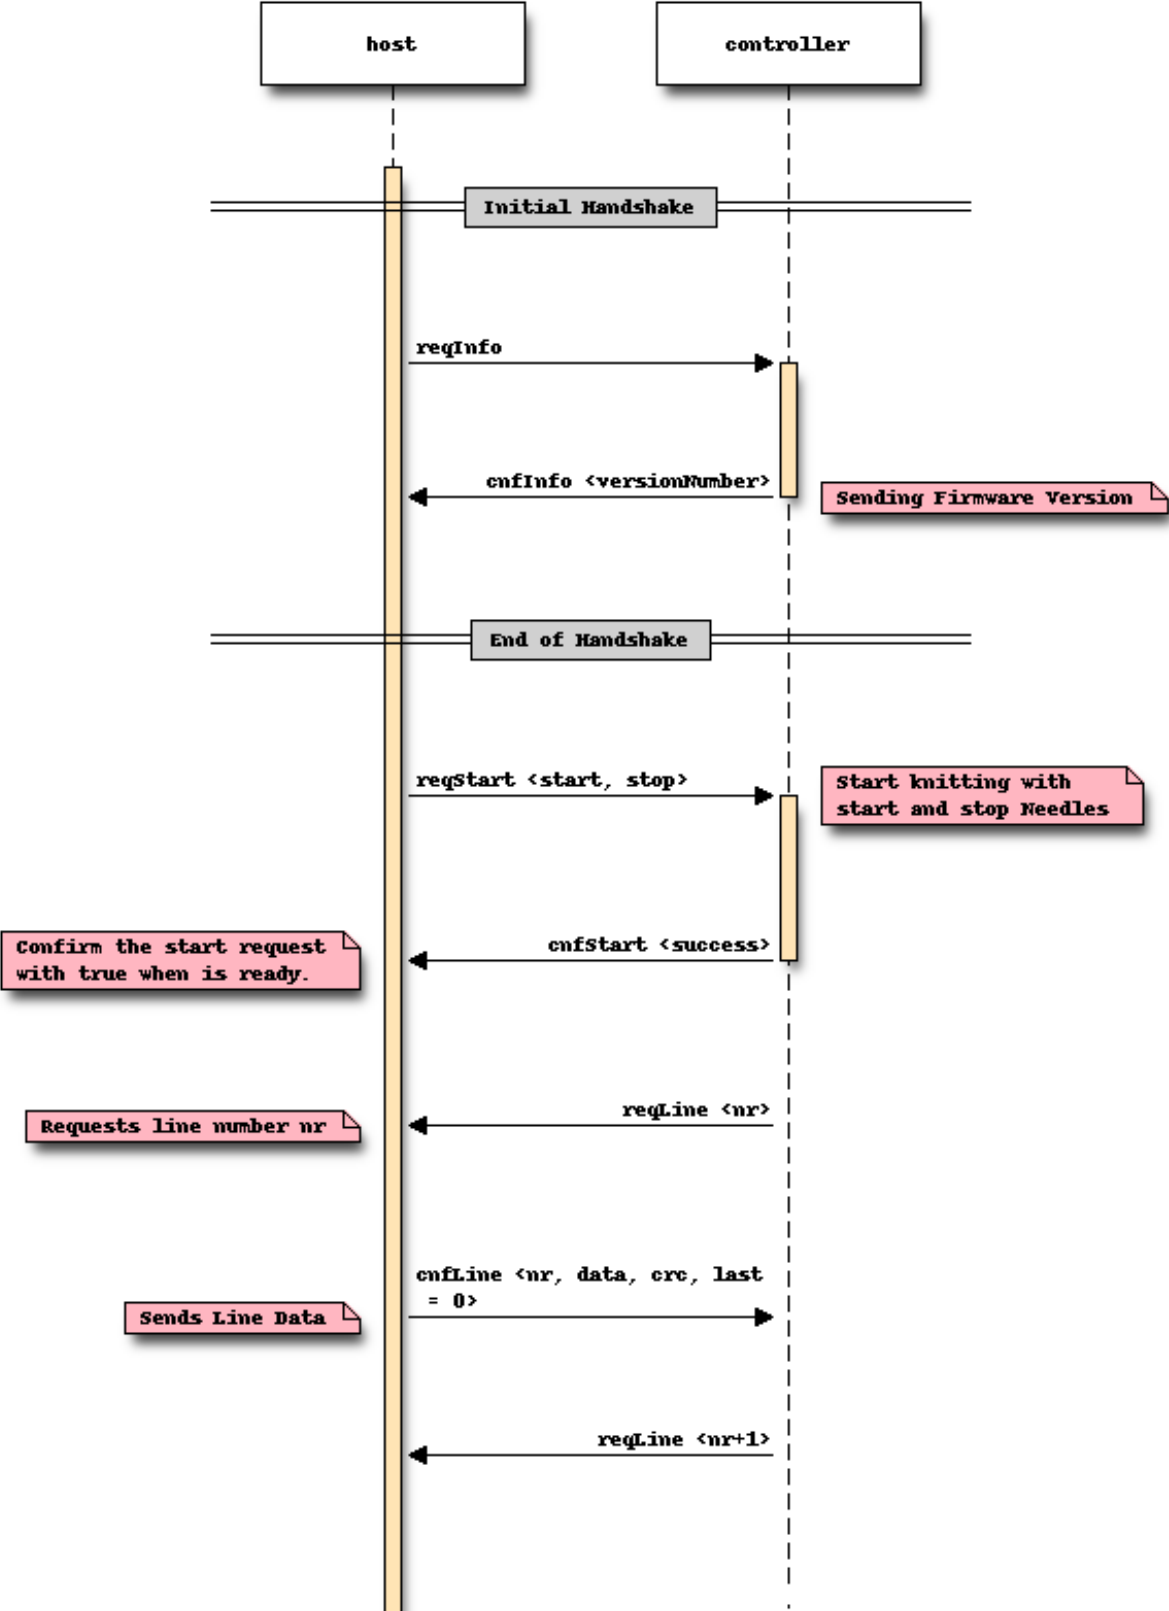 host
controller
Initial Handshake
reqInfo
cnfInfo <versionNumber>
Sending Firmware Version
End of Handshake
reqStart <start, stop>
Start knitting with
start and stop Needles
cnfStart <success>
Confirm the start request
with true when is ready.
reqLine <nr>
Requests line number nr
cnfLine <nr, data, crc, last
= 0>
Sends Line Data
reqLine <nr+1>